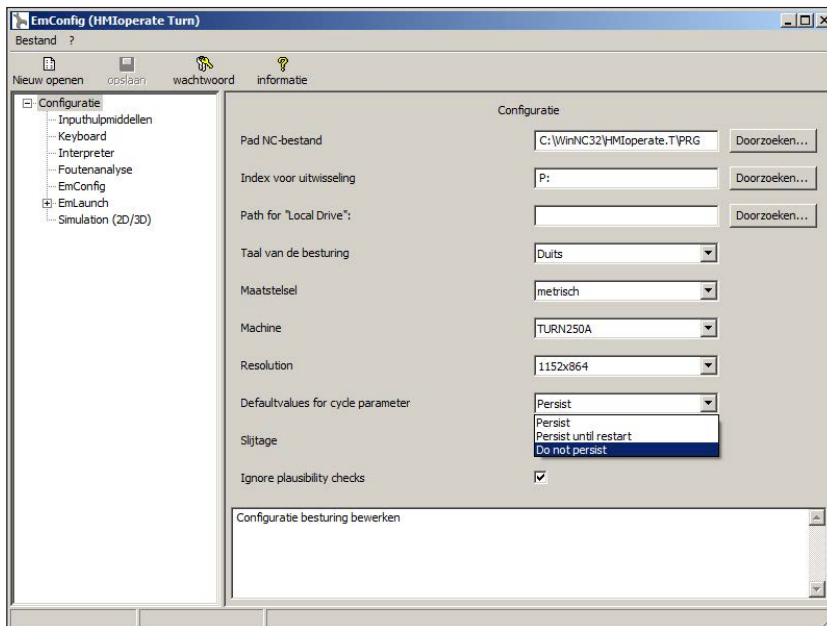 EmConfig (HMIoperate Turn)
Bestand ?
Nieuw openen opslaan wachtwoord informatie
Configuratie
Inputhulpmiddellen
Keyboard
Interpreter
Foutenanalyse
EmConfig
EmLaunch
Simulation (2D/3D)
Configuratie
Pad NC-bestand C:\WinNC32\HMIoperate.T\PRG Doorzoeken...
Index voor uitwisseling P: Doorzoeken...
Path for "Local Drive": Doorzoeken...
Taal van de besturing Duits
Maatstelsel metrisch
Machine TURN250A
Resolution 1152x864
Defaultvalues for cycle parameter Persist
Persist
Persist until restart
Do not persist
Slijtage
Ignore plausibility checks
Configuratie besturing bewerken